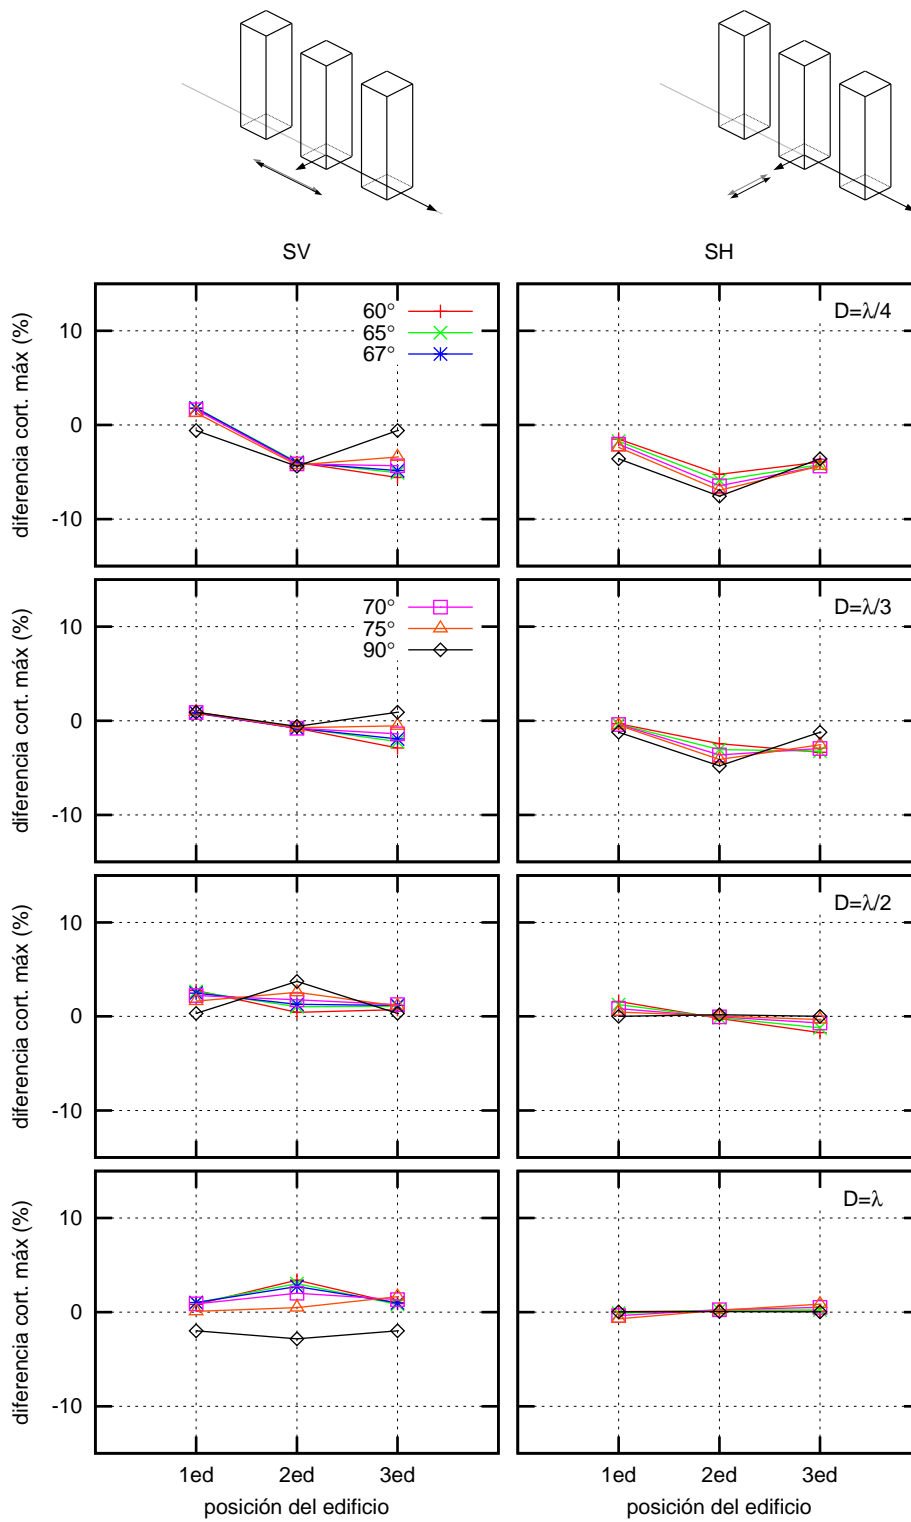 SV
SH
diferencia cort. máx (%)
10
0
-10
60°
65°
67°
D=λ/4
diferencia cort. máx (%)
10
0
-10
70°
75°
90°
D=λ/3
diferencia cort. máx (%)
10
0
-10
D=λ/2
diferencia cort. máx (%)
10
0
-10
D=λ
1ed 2ed 3ed
1ed 2ed 3ed
posición del edificio
posición del edificio